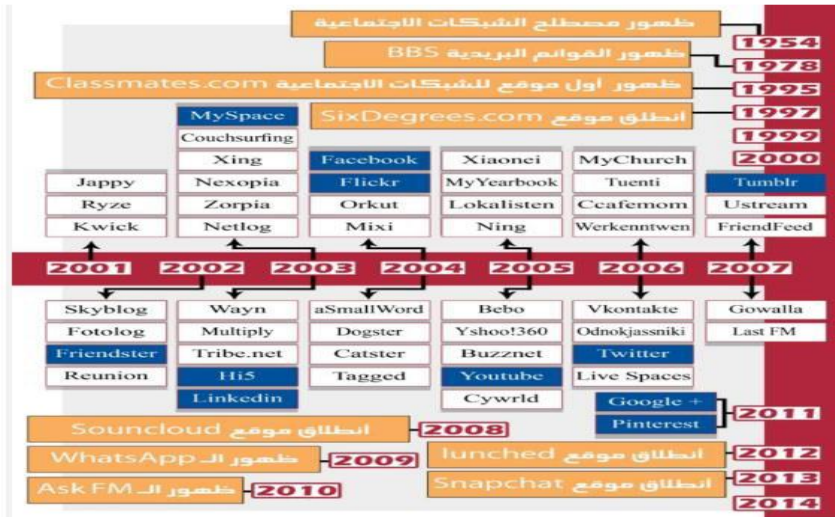 ظهور مصطلح الشبكات الاجتماعية
1954
ظهور القوائم البريدية BBS
1978
ظهور أول موقع للشبكات الاجتماعية Classmates.com
1995
أنطلق موقع SixDegrees.com
1997
1999
2000
MySpace
Couchsurfing
Xing
Nexopia
Zorpia
Netlog
Jappy
Ryze
Kwick
Facebook
Flickr
Orkut
Mixi
Xiaonei
MyYearbook
Lokalisten
Ning
MyChurch
Tuenti
Ccafemom
Werkenntwen
Tumblr
Ustream
FriendFeed
2001 2002 2003 2004 2005 2006 2007
Skyblog
Fotolog
Friendster
Reunion
Wayn
Multiply
Tribe.net
Hi5
Linkedin
aSmallWord
Dogster
Catster
Tagged
Bebo
Yshoo!360
Buzznet
Youtube
Cywrld
Vkontakte
Odnokjassniki
Twitter
Live Spaces
Gowalla
Last FM
Google +
Pinterest
2011
أنطلاق موقع Souncloud
2008
ظهور الـ WhatsApp
2009
ظهور الـ Ask FM
2010
أنطلاق موقع lunched
2012
أنطلاق موقع Snapchat
2013
2014